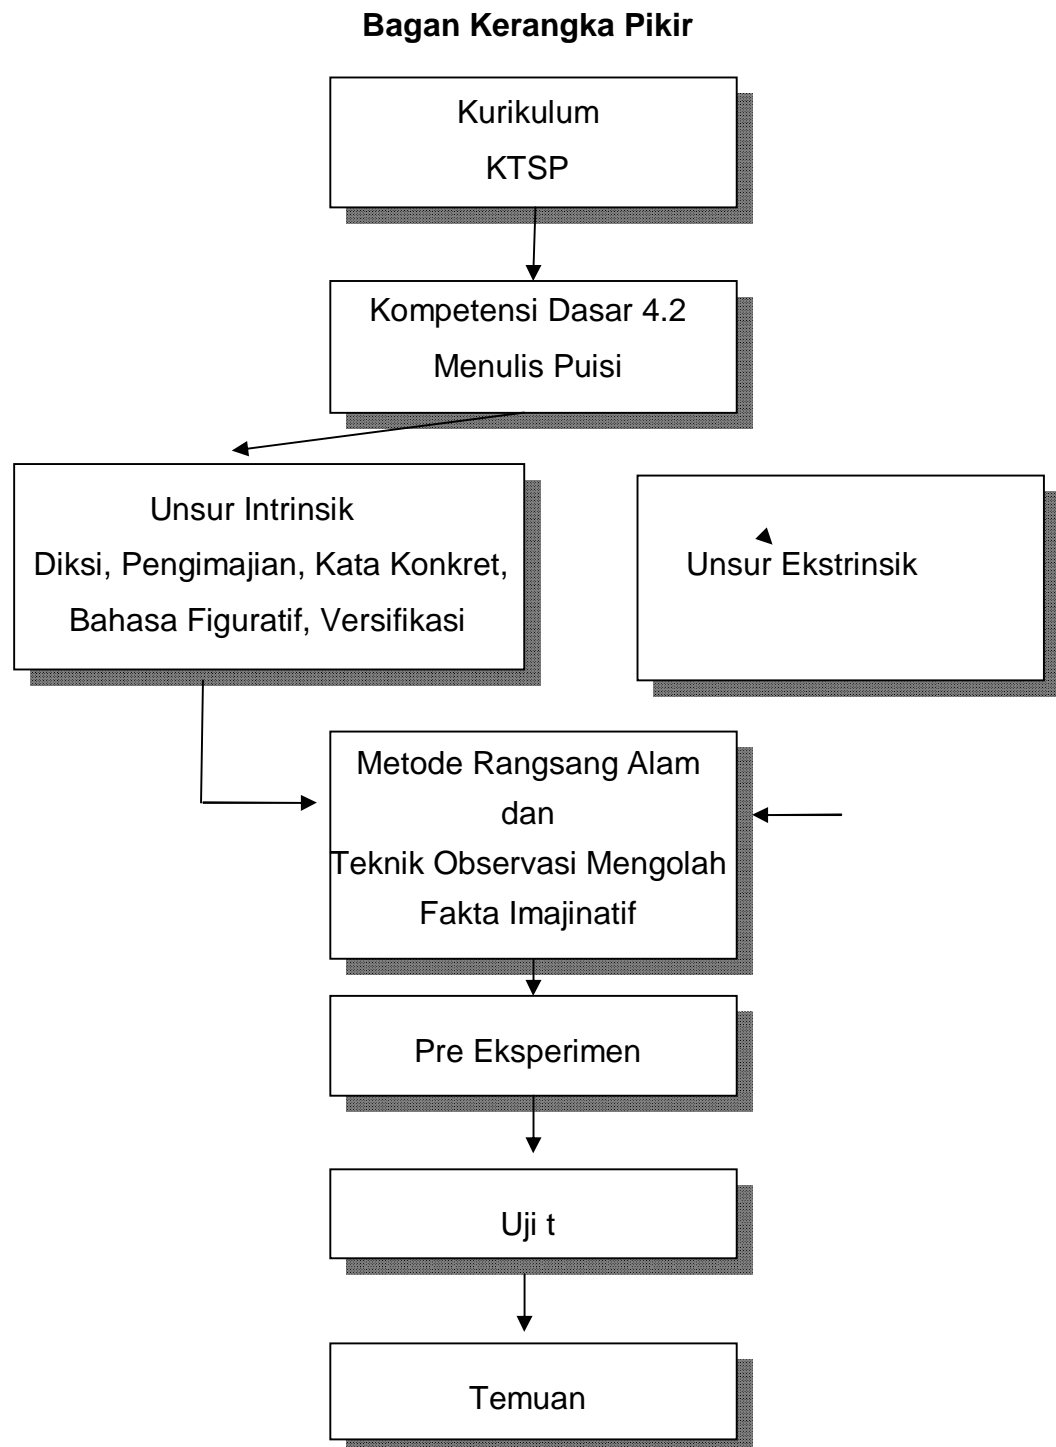 Bagan Kerangka Pikir
Kurikulum
KTSP
Kompetensi Dasar 4.2
Menulis Puisi
Unsur Intrinsik
Diksi, Pengimajian, Kata Konkret,
Bahasa Figuratif, Versifikasi
Unsur Ekstrinsik
Metode Rangsang Alam
dan
Teknik Observasi Mengolah
Fakta Imajinatif
Pre Eksperimen
Uji t
Temuan